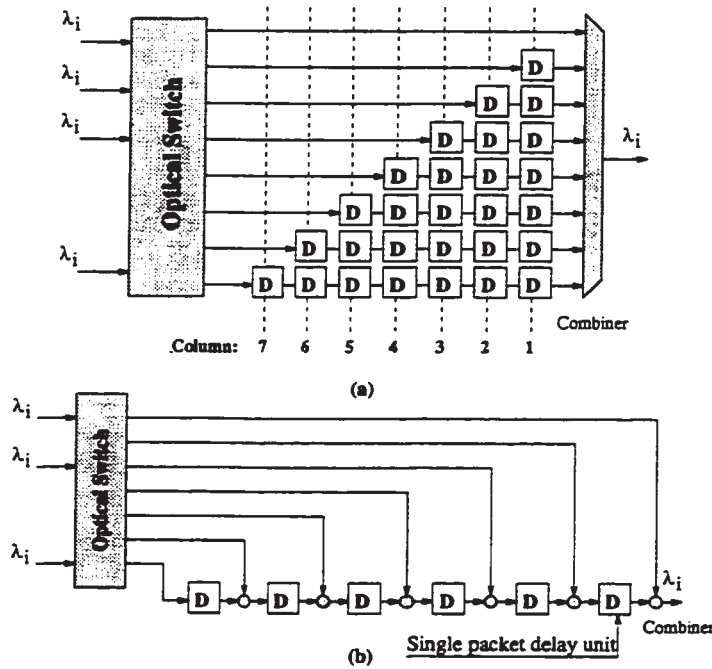 λi
D
λi
D D
λi
D D D
λi
D D D D
D D D D D
D D D D D D
λi
D D D D D D D
Optical Switch
Combiner
Column: 7 6 5 4 3 2 1
(a)
λi
λi
λi
Optical Switch
D D D D D D
λi
Combiner
Single packet delay unit
(b)